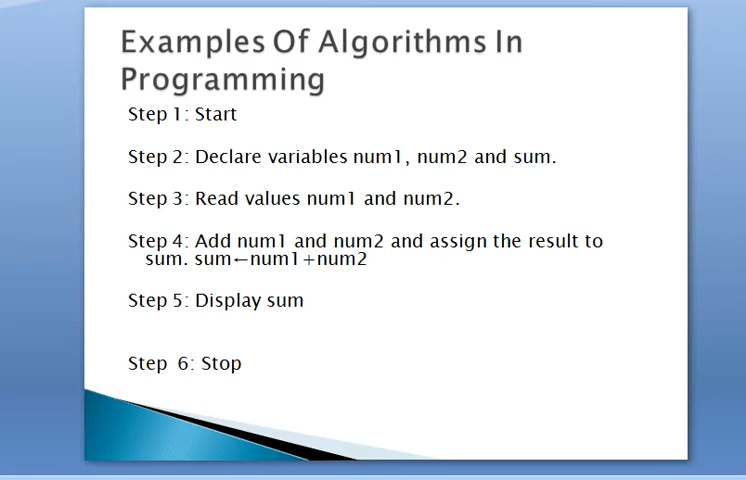 Examples Of Algorithms In
Programming
Step 1: Start
Step 2: Declare variables num1, num2 and sum.
Step 3: Read values num1 and num2.
Step 4: Add num1 and num2 and assign the result to
sum. sum←num1+num2
Step 5: Display sum
Step  6: Stop